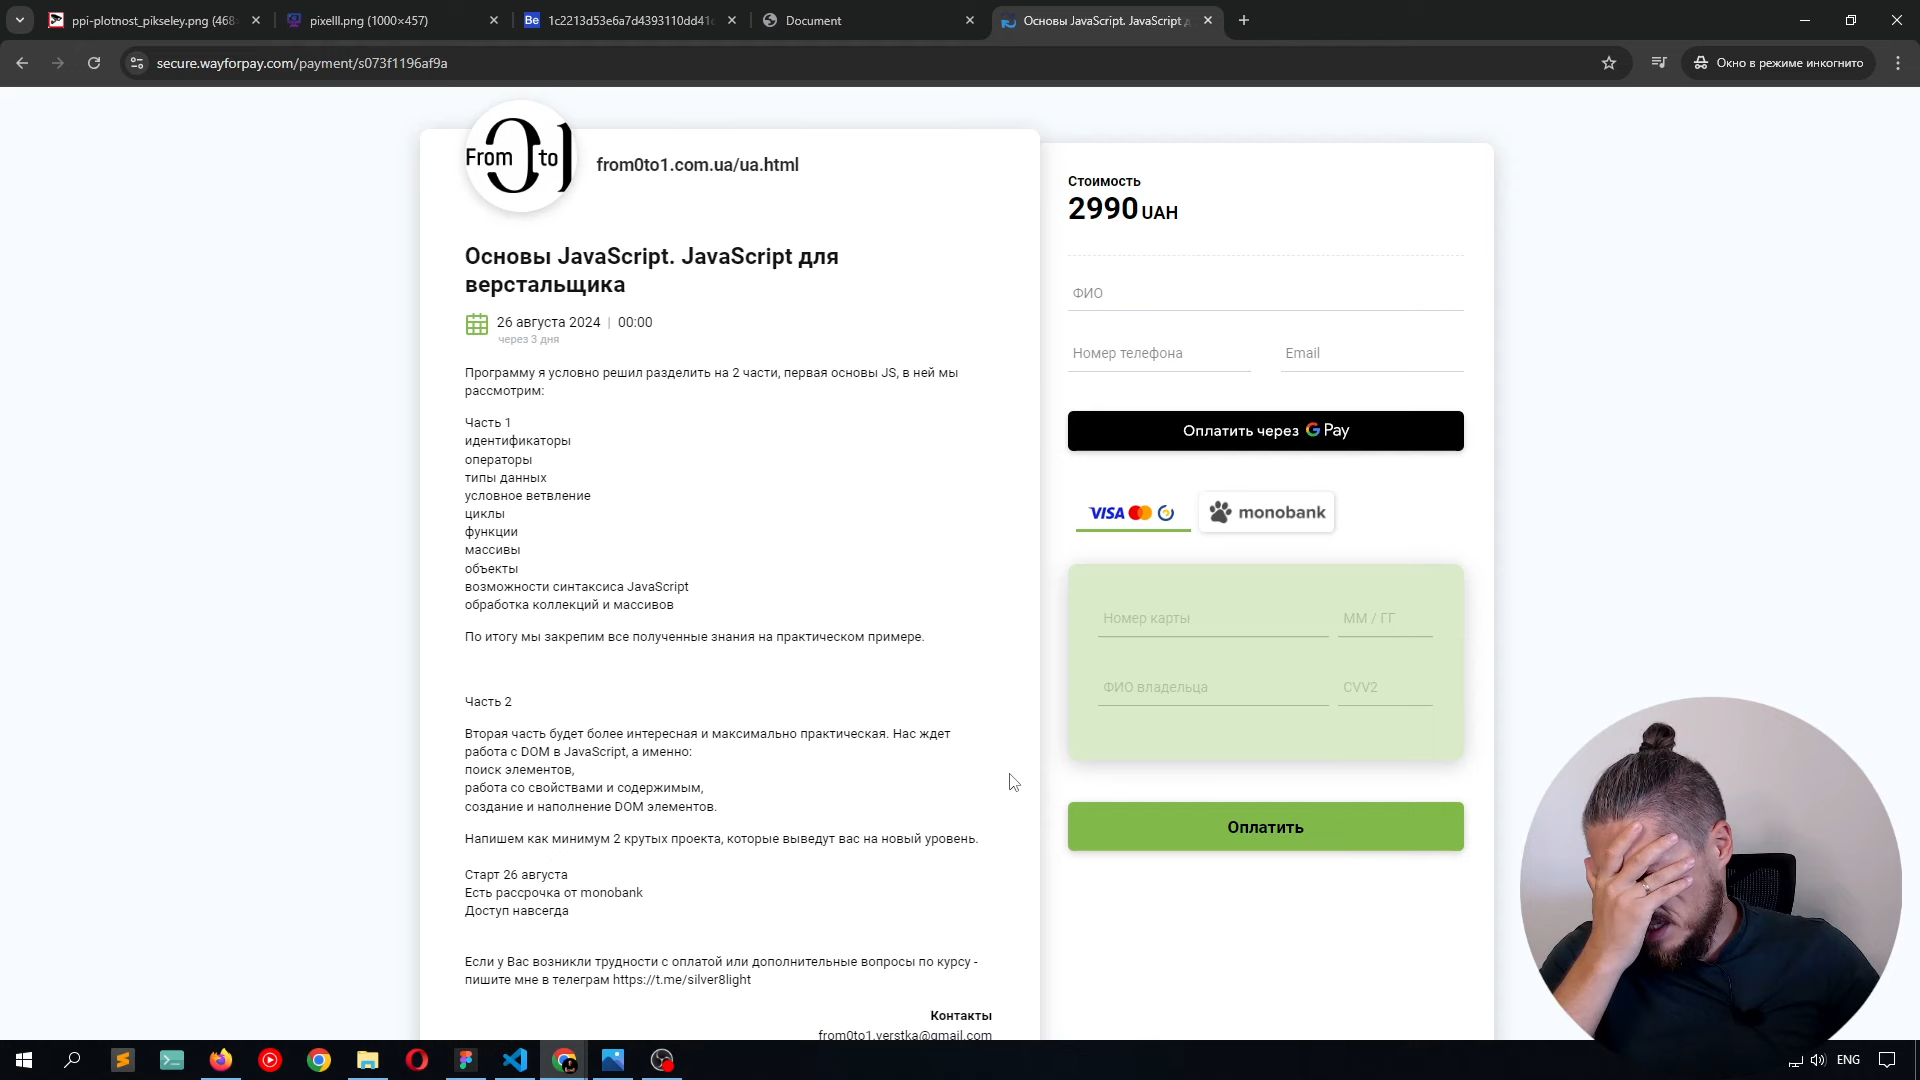 ppi-plotnost_pikseley.png (468
pixelll.png (1000×457)
Be
1c2213d53e6a7d4393110dd41
Document
Основы JavaScript. JavaScript д
secure.wayforpay.com/payment/s073f1196af9a
Окно в режиме инкогнито
From 0 to 1
from0to1.com.ua/ua.html
Основы JavaScript. JavaScript для
верстальщика
26 августа 2024 | 00:00
через 3 дня
Программу я условно решил разделить на 2 части, первая основы JS, в ней мы
рассмотрим:
Часть 1
идентификаторы
операторы
типы данных
условное ветвление
циклы
функции
массивы
объекты
возможности синтаксиса JavaScript
обработка коллекций и массивов
По итогу мы закрепим все полученные знания на практическом примере.
Часть 2
Вторая часть будет более интересная и максимально практическая. Нас ждет
работа с DOM в JavaScript, а именно:
поиск элементов,
работа со свойствами и содержимым,
создание и наполнение DOM элементов.
Напишем как минимум 2 крутых проекта, которые выведут вас на новый уровень.
Старт 26 августа
Есть рассрочка от monobank
Доступ навсегда
Если у Вас возникли трудности с оплатой или дополнительные вопросы по курсу -
пишите мне в телеграм https://t.me/silver8light
Контакты
from0to1.verstka@gmail.com
Стоимость
2990 UAH
ФИО
Номер телефона Email
Оплатить через G Pay
VISA monobank
Номер карты ММ / ГГ
ФИО владельца CVV2
Оплатить
ENG